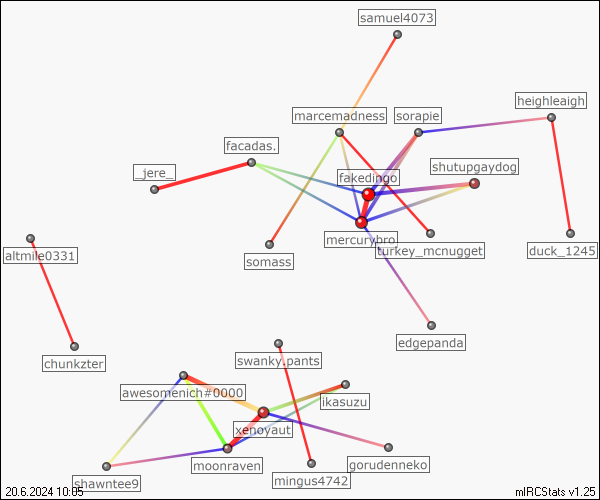 samuel4073
heighleaigh
marcemadness
sorapie
facadas.
shutupgaydog
_jere_
fakedingo
mercurybro
turkey_mcnugget
duck_1245
altmile0331
somass
edgepanda
chunkzter
swanky.pants
awesomenich#0000
ikasuzu
xenoyaut
moonraven
gorudenneko
shawntee9
mingus4742
20.6.2024 10:05
mIRCStats v1.25